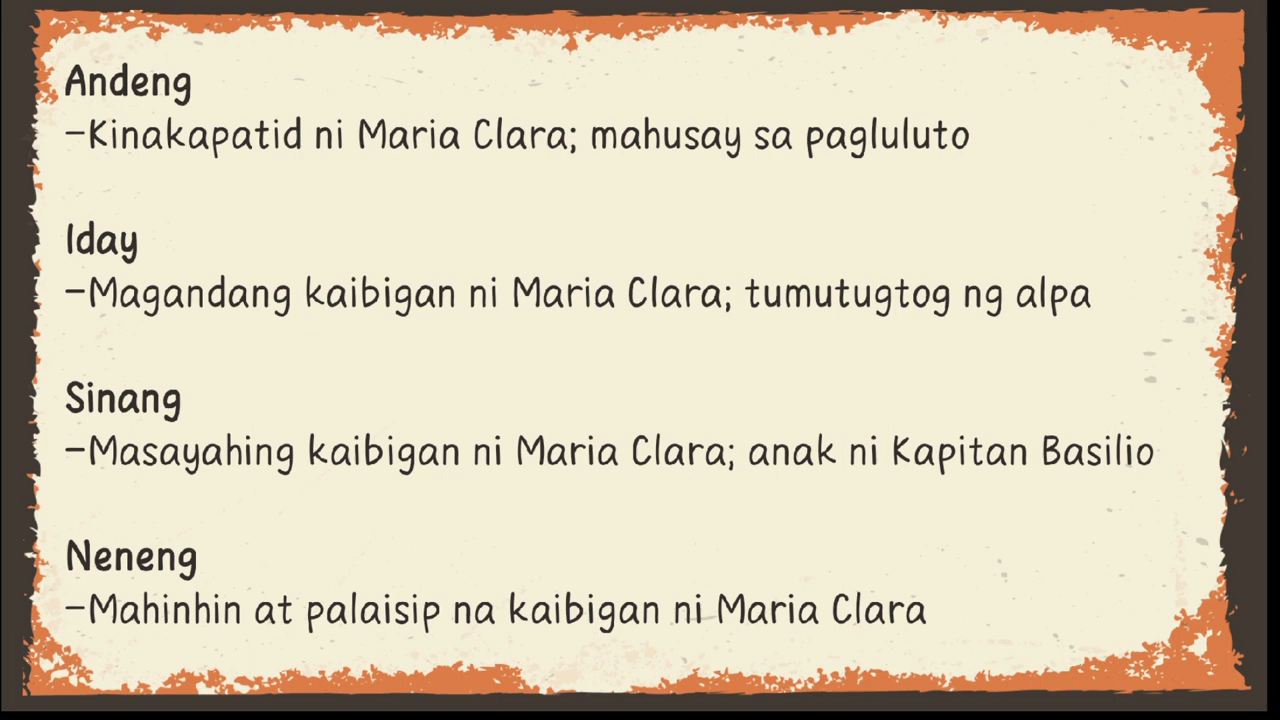 Andeng
-Kinakapatid ni Maria Clara; mahusay sa pagluluto
Iday
-Magandang kaibigan ni Maria Clara; tumutugtog ng alpa
Sinang
-Masayahing kaibigan ni Maria Clara; anak ni Kapitan Basilio
Neneng
-Mahinhin at palaisip na kaibigan ni Maria Clara